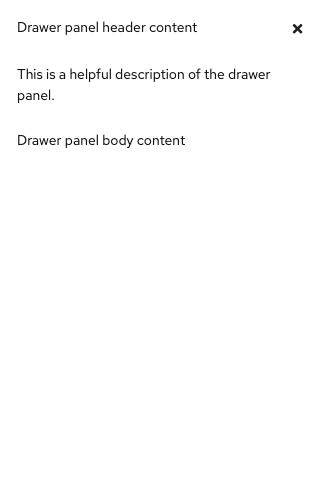 Drawer panel header content
This is a helpful description of the drawer
panel.
Drawer panel body content